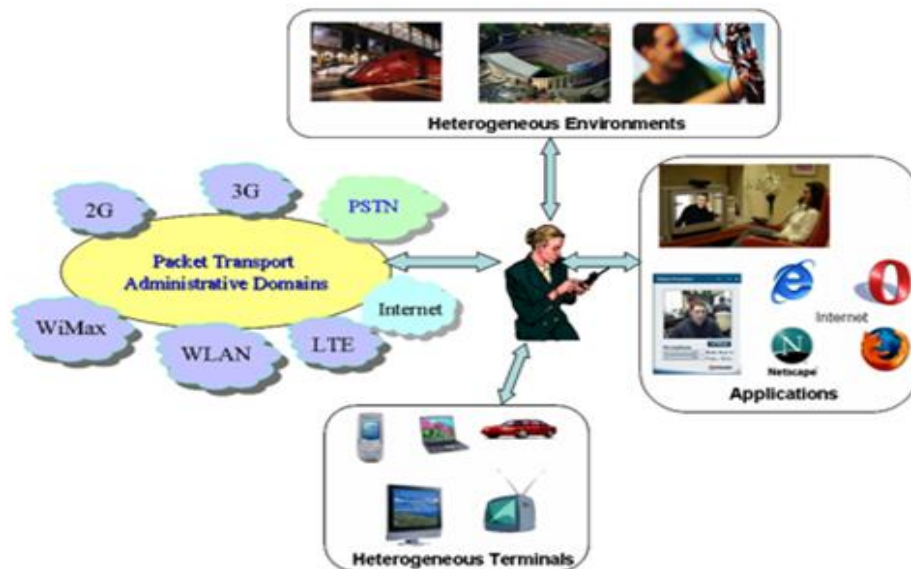 Heterogeneous Environments
2G
3G
PSTN
Packet Transport
Administrative Domains
Internet
WiMax
WLAN
LTE
Internet
Netscape
Applications
Heterogeneous Terminals